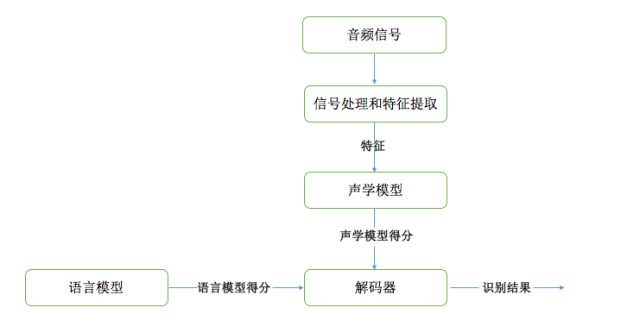 音频信号
信号处理和特征提取
特征
声学模型
声学模型得分
语言模型
语言模型得分
解码器
识别结果